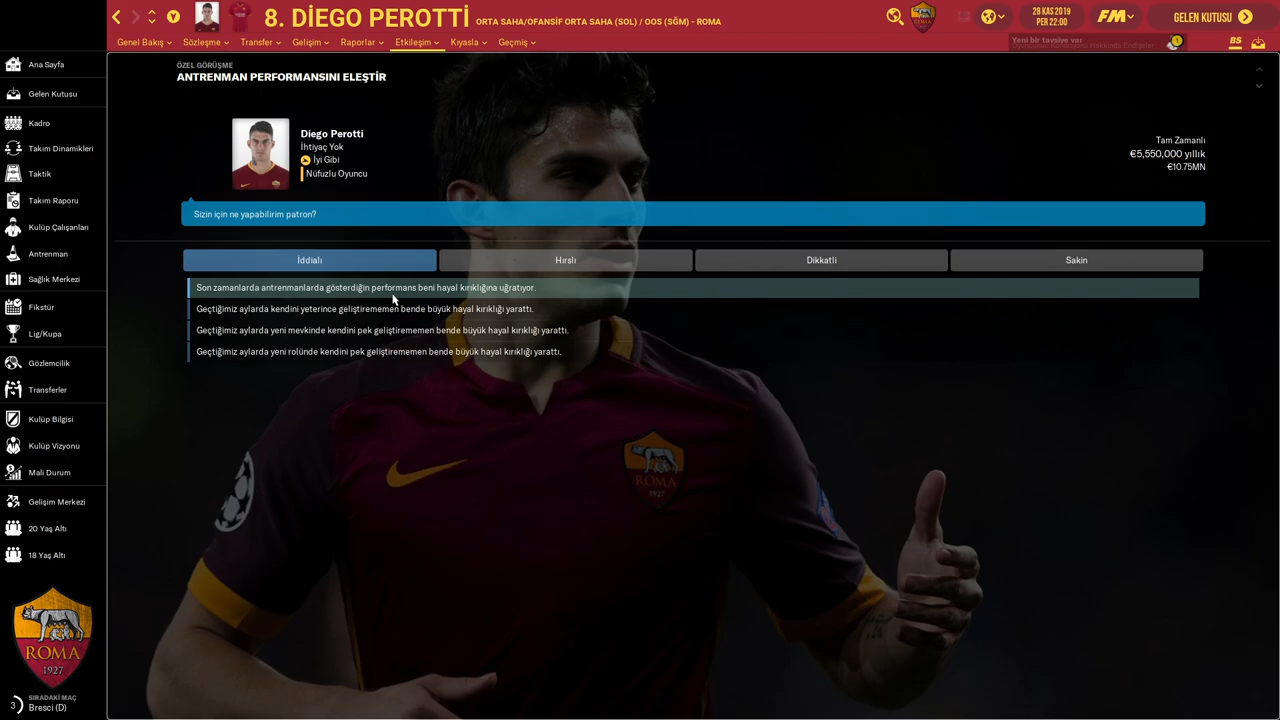 8. DİEGO PEROTTİ ORTA SAHA/OFANSİF ORTA SAHA (SOL) / OOS (SĞM) - ROMA
28 KAS 2019
PER 22:00
FM
GELEN KUTUSU
Genel Bakış
Sözleşme
Transfer
Gelişim
Raporlar
Etkileşim
Kıyasla
Geçmiş
Yeni bir tavsiye var
1
BS
Y
Ana Sayfa
Gelen Kutusu
Kadro
Takım Dinamikleri
Taktik
Takım Raporu
Kulüp Çalışanları
Antrenman
Sağlık Merkezi
Fikstür
Lig/Kupa
Gözlemcilik
Transferler
Kulüp Bilgisi
Kulüp Vizyonu
Mali Durum
Gelişim Merkezi
20 Yaş Altı
18 Yaş Altı
ROMA
1927
3
SIRADAKİ MAÇ
Bresci (D)
ÖZEL GÖRÜŞME
ANTRENMAN PERFORMANSINI ELEŞTİR
Diego Perotti
İhtiyaç Yok
İyi Gibi
Nüfuzlu Oyuncu
Tam Zamanlı
€5,550,000 yıllık
€10.75MN
Sizin için ne yapabilirim patron?
İddialı
Hırslı
Dikkatli
Sakin
Son zamanlarda antrenmanlarda gösterdiğin performans beni hayal kırıklığına uğratıyor.
Geçtiğimiz aylarda kendini yeterince geliştirememen bende büyük hayal kırıklığı yarattı.
Geçtiğimiz aylarda yeni mevkinde kendini pek geliştirememen bende büyük hayal kırıklığı yarattı.
Geçtiğimiz aylarda yeni rolünde kendini pek geliştirememen bende büyük hayal kırıklığı yarattı.
ROMA
1927